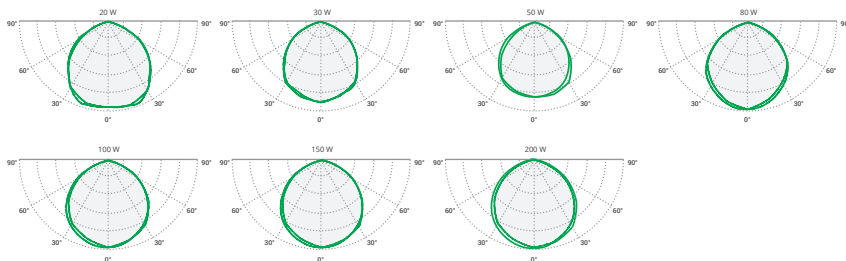 20 W
30 W
50 W
80 W
90° 90° 90° 90° 90° 90° 90° 90°
60° 60° 60° 60° 60° 60° 60° 60°
30° 30° 30° 30° 30° 30° 30° 30°
0° 0° 0° 0°
100 W
150 W
200 W
90° 90° 90° 90° 90° 90°
60° 60° 60° 60° 60° 60°
30° 30° 30° 30° 30° 30°
0° 0° 0°